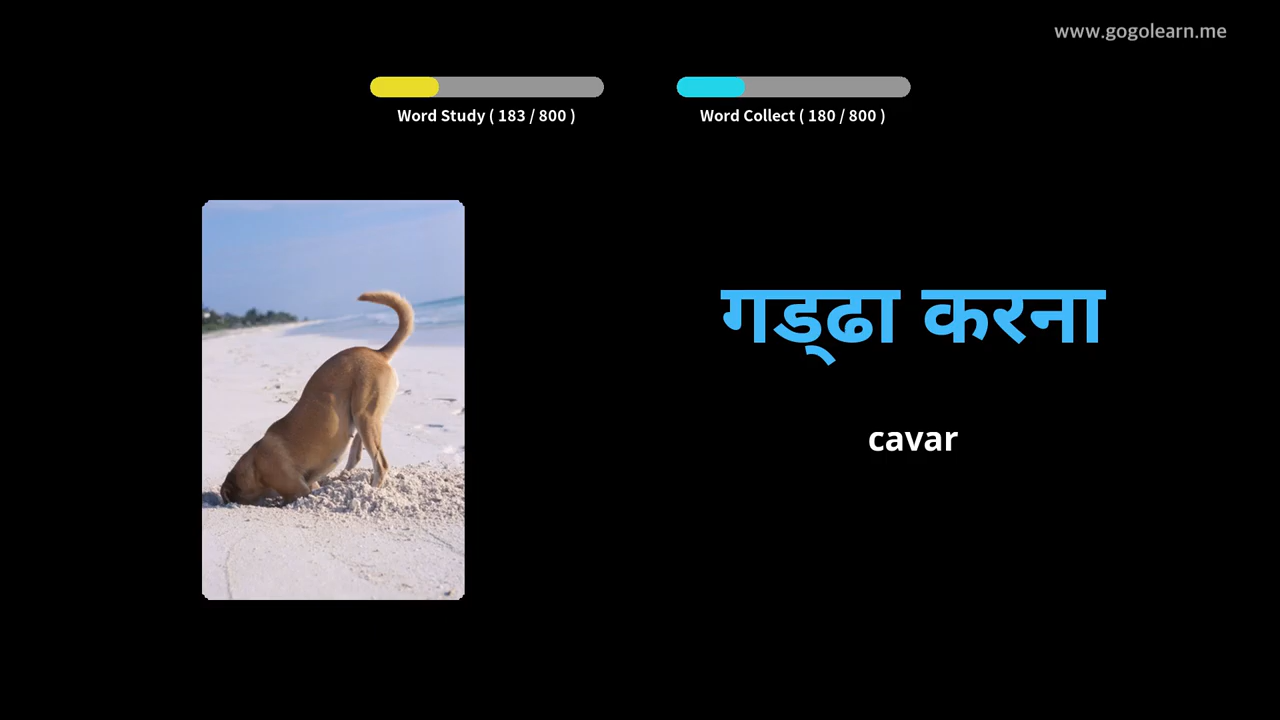 www.gogolearn.me
Word Study ( 183 / 800 )
Word Collect ( 180 / 800 )
गड्ढा करना
cavar